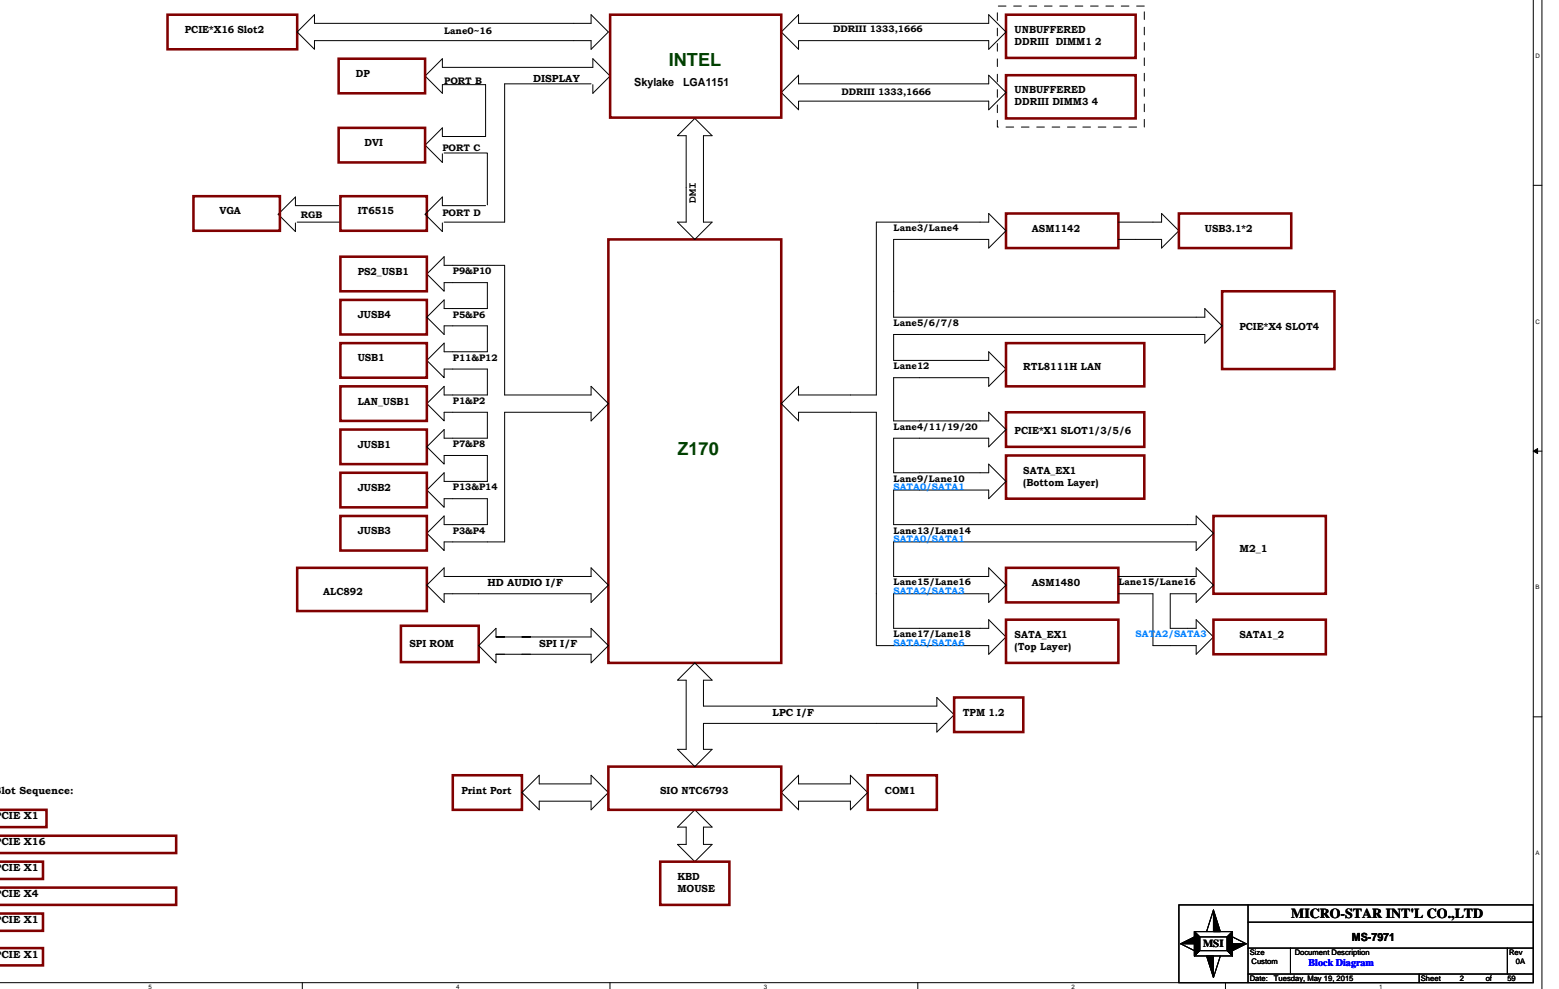 PCIE*X16 Slot2
Lane0~16
INTEL
Skylake LGA1151
DDRIII 1333,1666
UNBUFFERED
DDRIII DIMM1 2
DDRIII 1333,1666
UNBUFFERED
DDRIII DIMM3 4
DP
PORT B
DISPLAY
DVI
PORT C
VGA
RGB
IT6515
PORT D
DMI
PS2_USB1
P9&P10
JUSB4
P5&P6
USB1
P11&P12
LAN_USB1
P1&P2
JUSB1
P7&P8
JUSB2
P13&P14
JUSB3
P3&P4
ALC892
HD AUDIO I/F
SPI ROM
SPI I/F
Z170
Lane3/Lane4
ASM1142
USB3.1*2
Lane5/6/7/8
PCIE*X4 SLOT4
Lane12
RTL8111H LAN
Lane4/11/19/20
PCIE*X1 SLOT1/3/5/6
Lane9/Lane10
SATA0/SATA1
SATA_EX1
(Bottom Layer)
Lane13/Lane14
SATA0/SATA1
M2_1
Lane15/Lane16
SATA2/SATA3
ASM1480
Lane15/Lane16
SATA2/SATA3
SATA1_2
Lane17/Lane18
SATA5/SATA6
SATA_EX1
(Top Layer)
LPC I/F
TPM 1.2
Print Port
SIO NTC6793
COM1
KBD
MOUSE
lot Sequence:
CIE X1
CIE X16
CIE X1
CIE X4
CIE X1
CIE X1
D
C
B
A
MSI
MICRO-STAR INT'L CO.,LTD
MS-7971
Size
Custom
Document Description
Block Diagram
Rev
0A
Date: Tuesday, May 19, 2015
Sheet 2 of 59
5
4
3
2
1